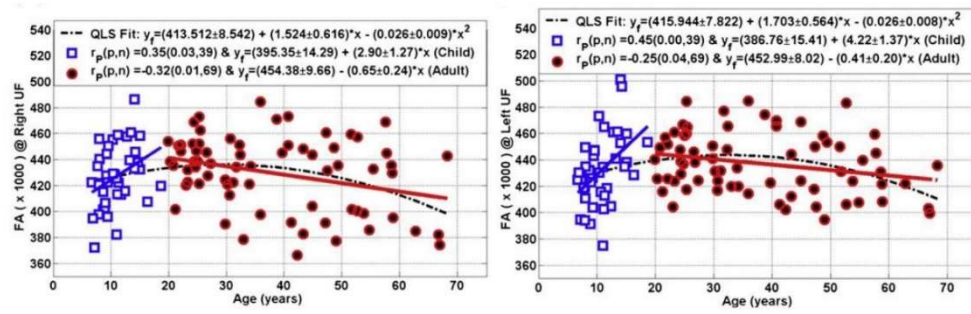 QLS Fit: y_f=(413.512±8.542) + (1.524±0.616)*x - (0.026±0.009)*x²
r_P(p,n) =0.35(0.03,39) & y_f=(395.35±14.29) + (2.90±1.27)*x (Child)
r_P(p,n) =-0.32(0.01,69) & y_f=(454.38±9.66) - (0.65±0.24)*x (Adult)
540
520
500
480
460
440
420
400
380
360
FA ( x 1000 ) @ Right UF
0 10 20 30 40 50 60 70
Age (years)
QLS Fit: y_f=(415.944±7.822) + (1.703±0.564)*x - (0.026±0.008)*x²
r_P(p,n) =0.45(0.00,39) & y_f=(386.76±15.41) + (4.22±1.37)*x (Child)
r_P(p,n) =-0.25(0.04,69) & y_f=(452.99±8.02) - (0.41±0.20)*x (Adult)
540
520
500
480
460
440
420
400
380
360
FA ( x 1000 ) @ Left UF
0 10 20 30 40 50 60 70
Age (years)